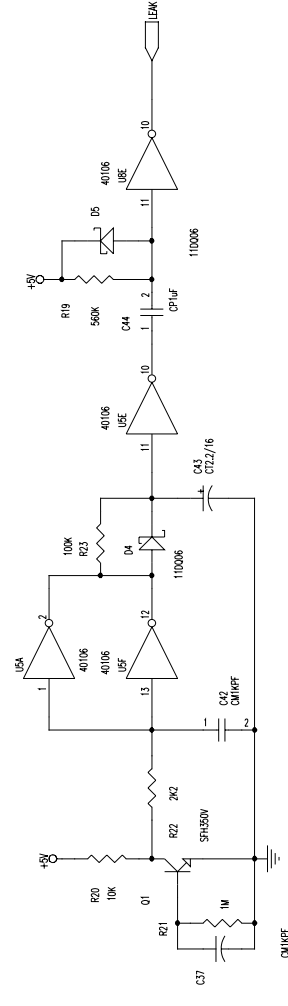 LEAK
10
40106
U8E
11
D5
11DQ06
+5V
R19
560K
C44
2
1
CP1uF
10
40106
U5E
11
C43
CT2.2/16
+
100K
R23
D4
11DQ06
2
U5A
1
40106
12
40106
U5F
13
1
C42
CM1KPF
2
2K2
R22
SFH350V
+5V
R20
10K
Q1
R21
1M
C37
CM1KPF